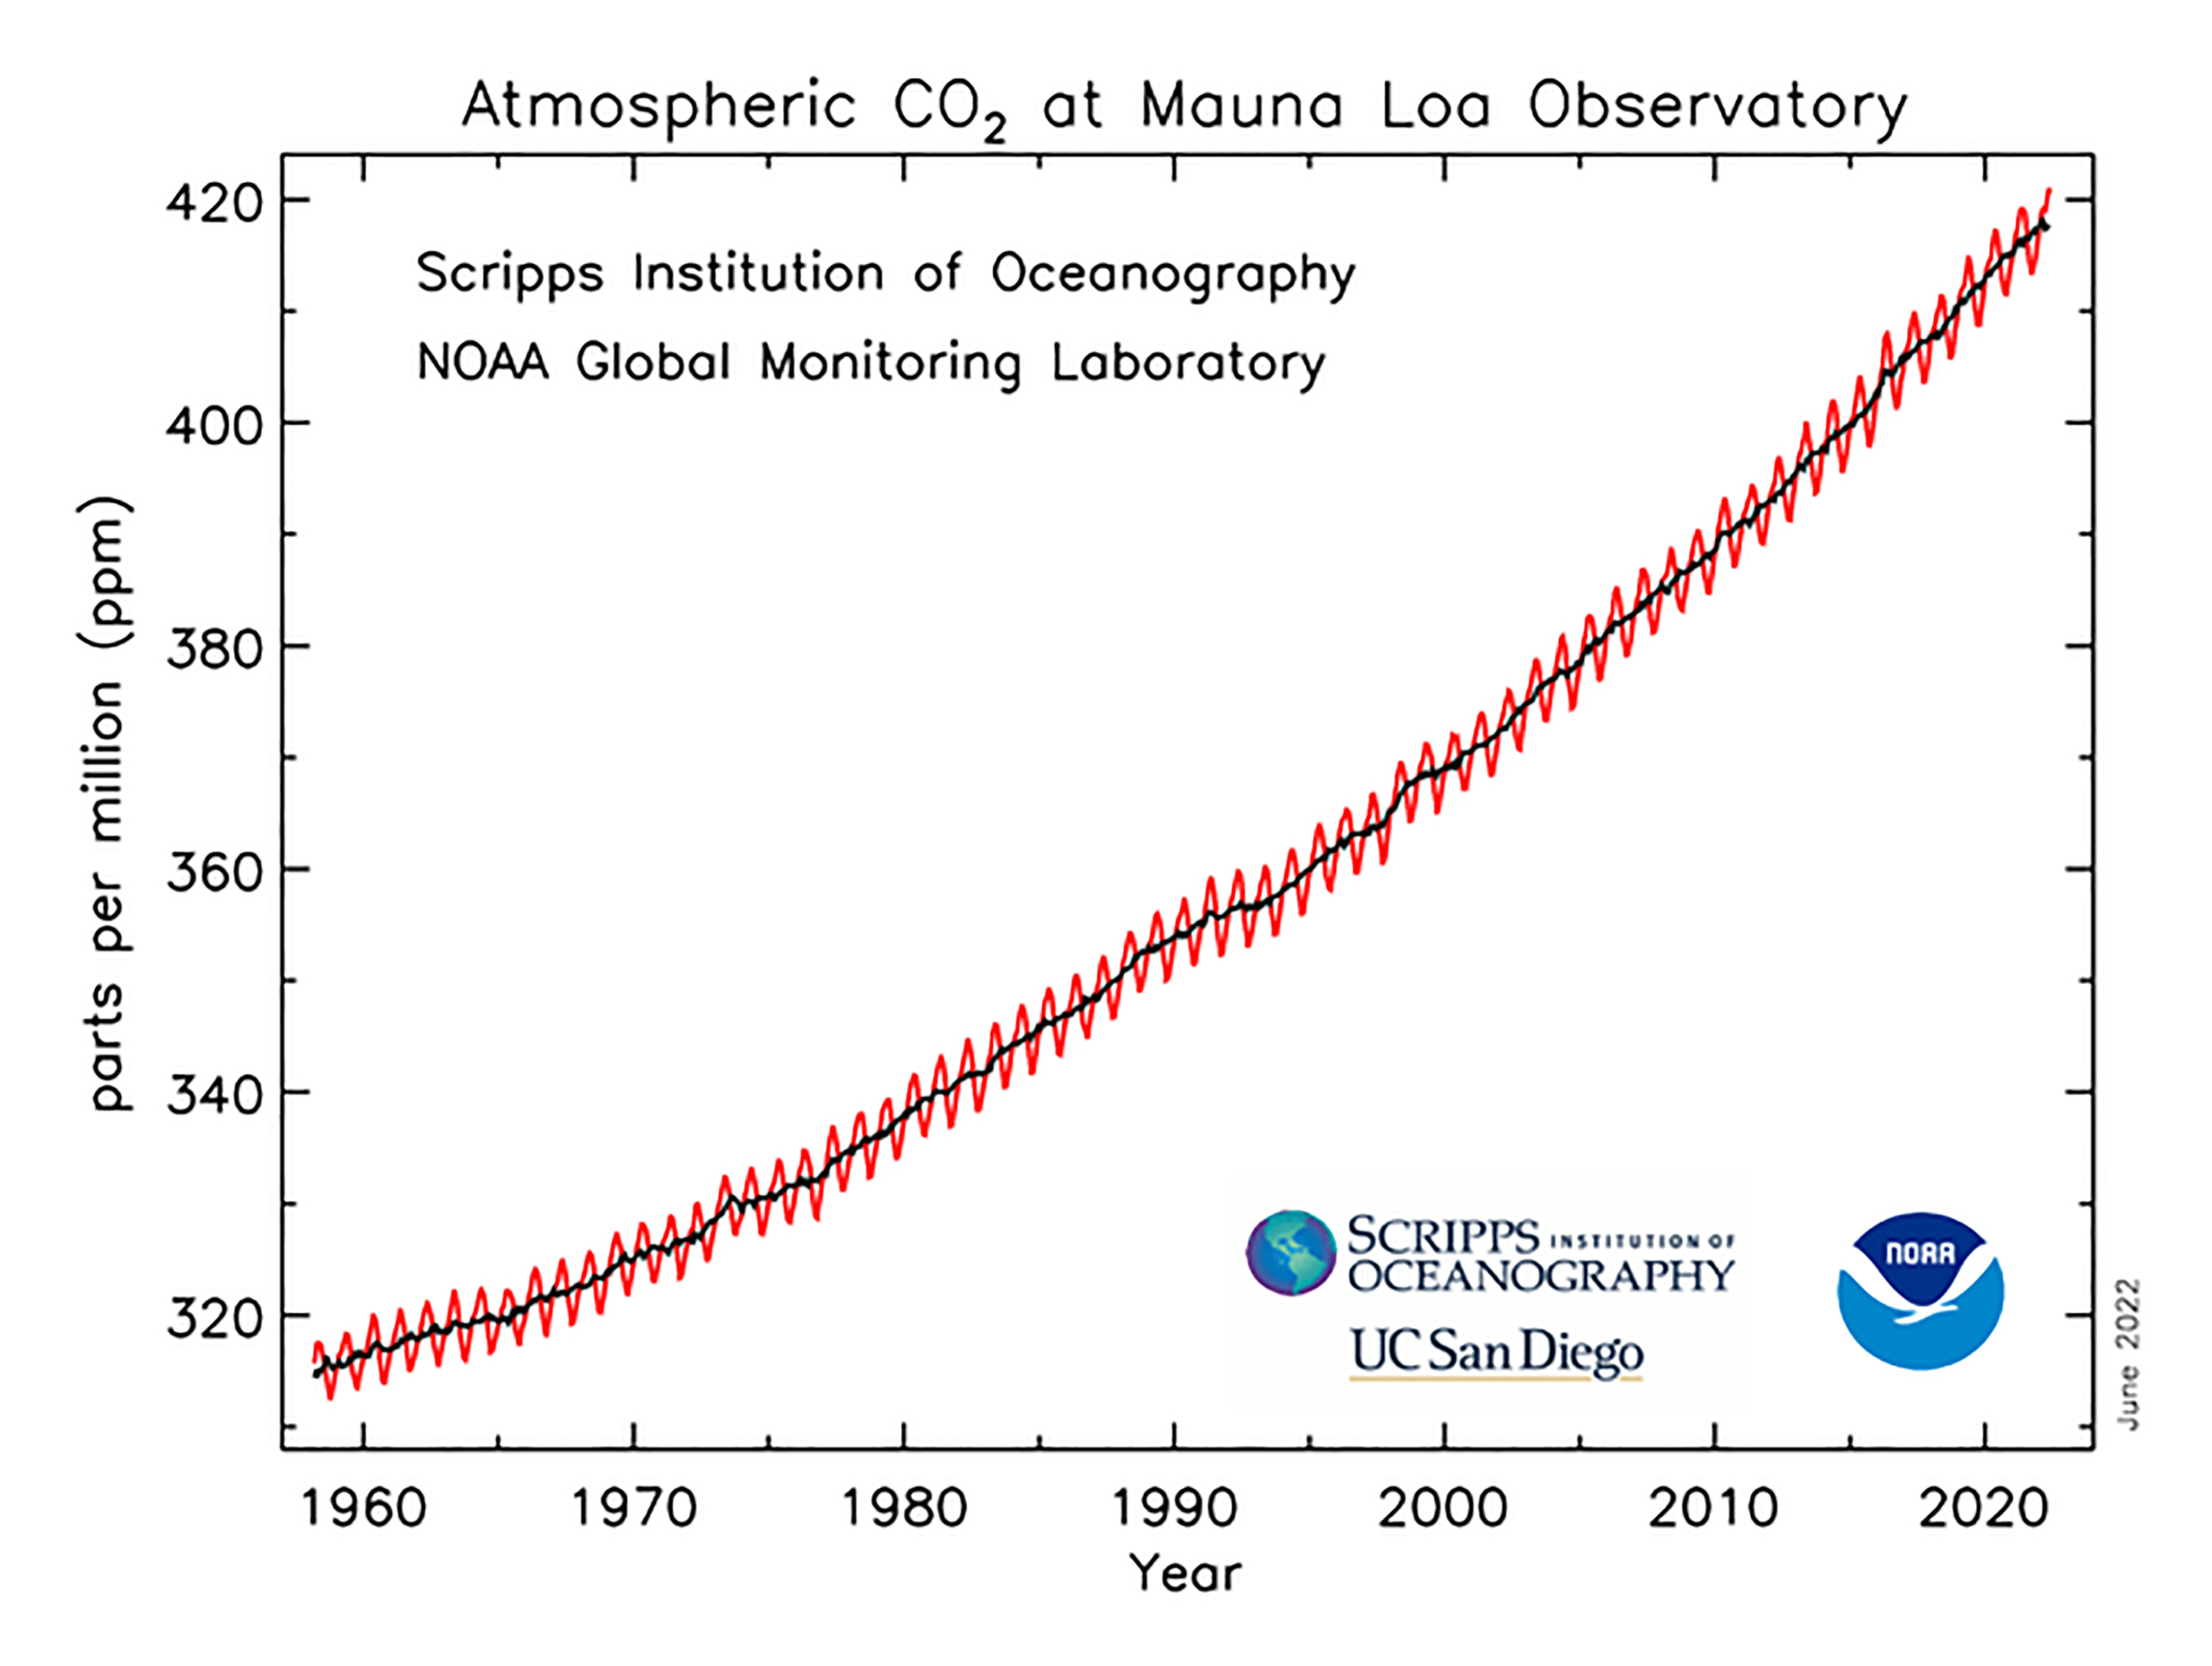 Atmospheric CO₂ at Mauna Loa Observatory
Scripps Institution of Oceanography
NOAA Global Monitoring Laboratory
parts per million (ppm)
420
400
380
360
340
320
1960 1970 1980 1990 2000 2010 2020
Year
SCRIPPS INSTITUTION OF
OCEANOGRAPHY
UC San Diego
NOAA
June 2022